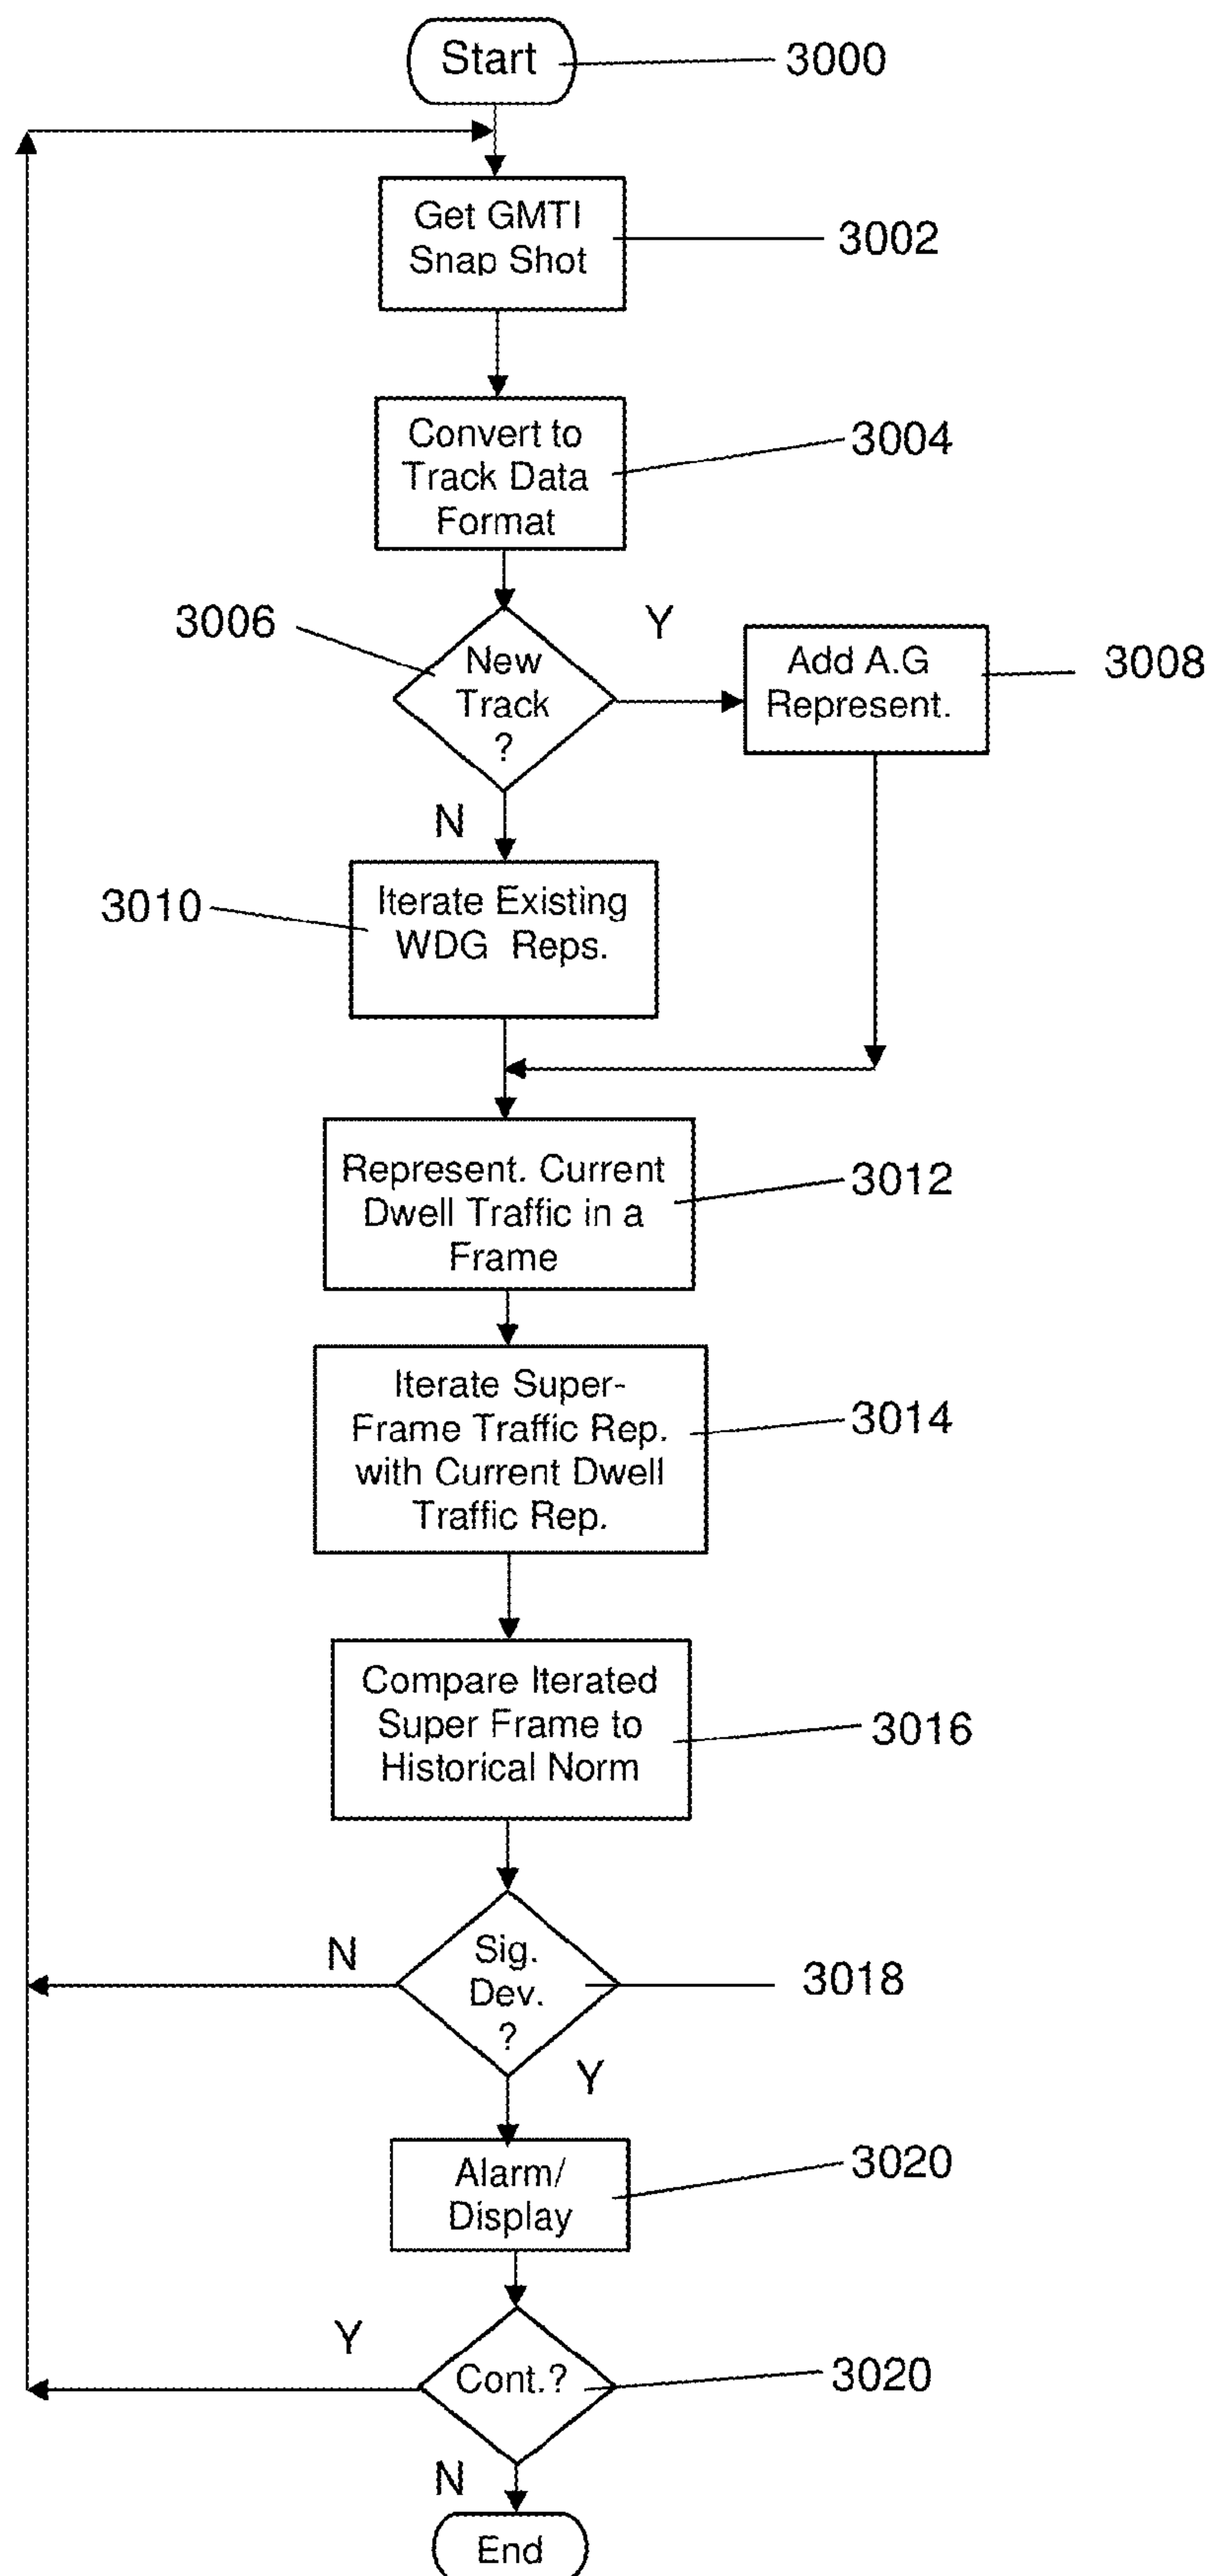 Start
3000
Get GMTI
Snap Shot
3002
Convert to
Track Data
Format
3004
3006
New
Track
?
Y
Add A.G
Represent.
3008
N
3010
Iterate Existing
WDG Reps.
Represent. Current
Dwell Traffic in a
Frame
3012
Iterate Super-
Frame Traffic Rep.
with Current Dwell
Traffic Rep.
3014
Compare Iterated
Super Frame to
Historical Norm
3016
N
Sig.
Dev.
?
3018
Y
Alarm/
Display
3020
Y
Cont.?
3020
N
End